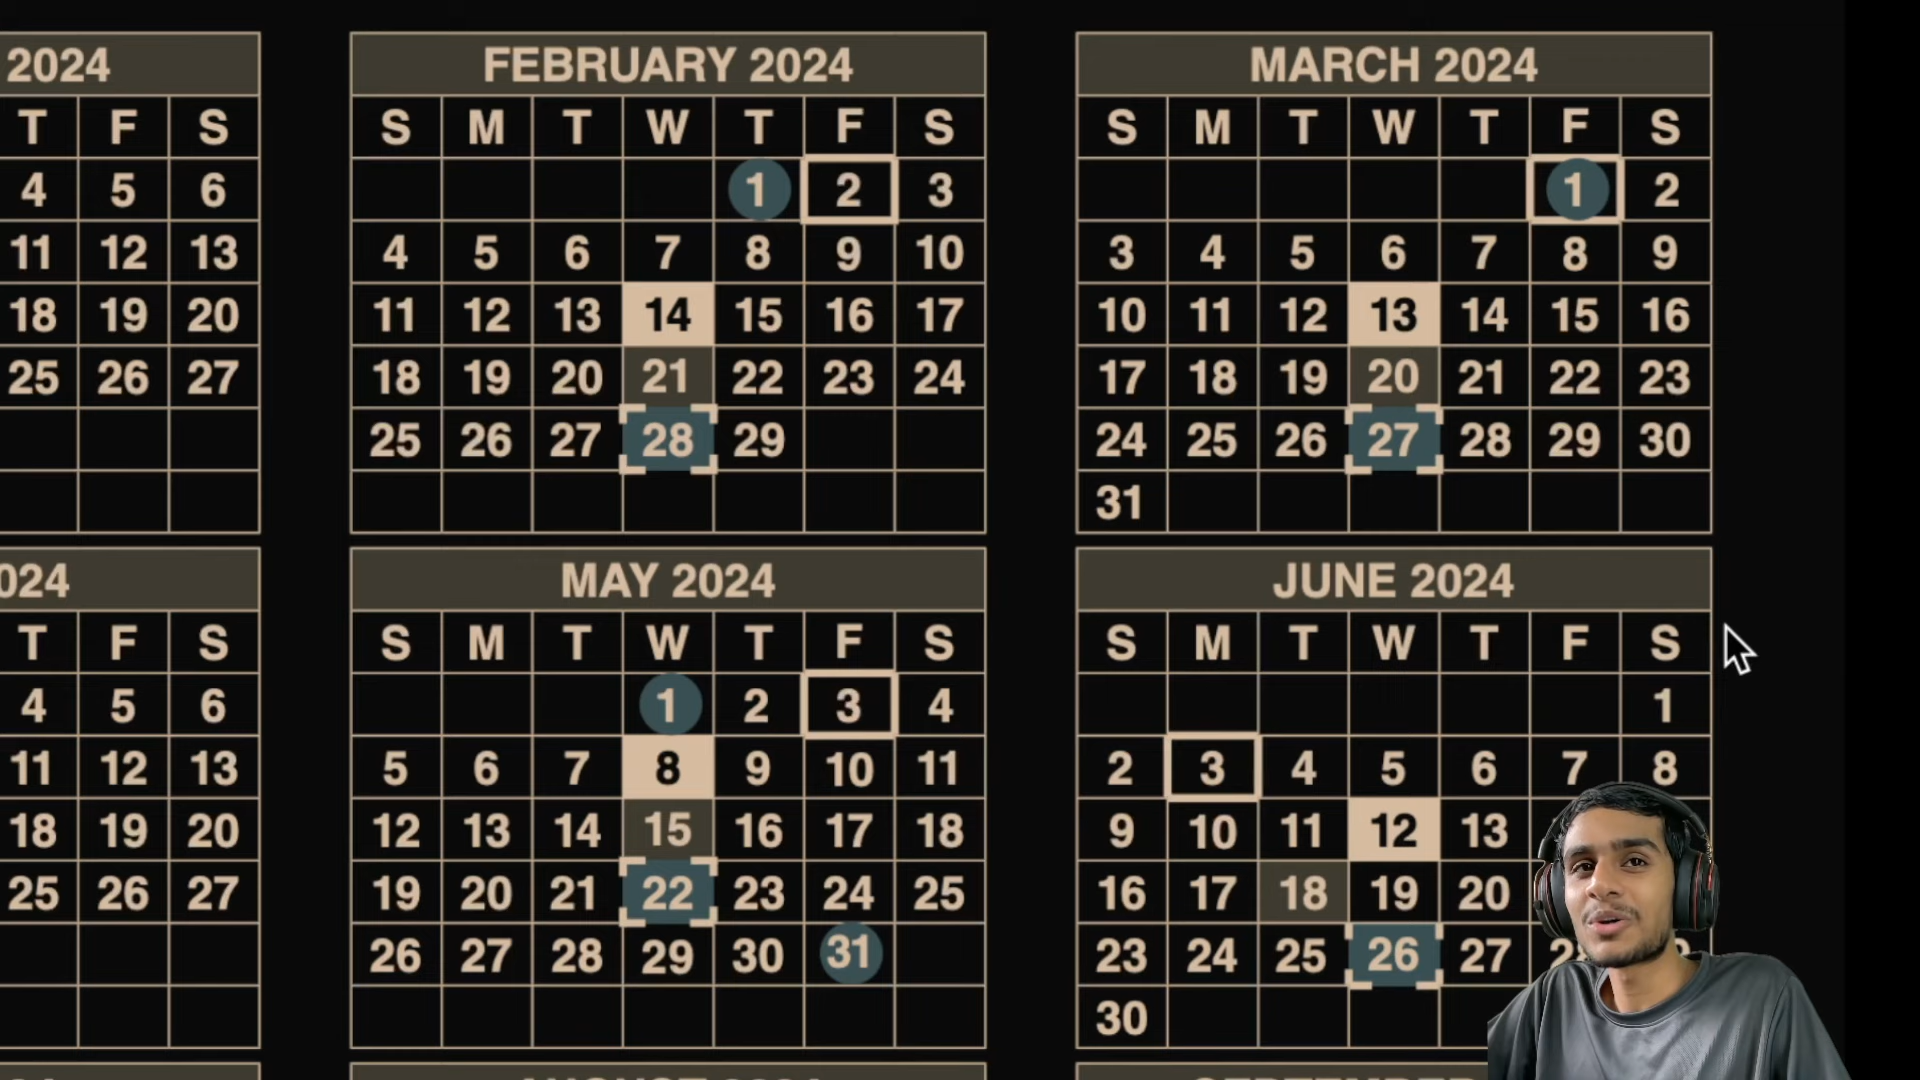 2024
T F S
4 5 6
11 12 13
18 19 20
25 26 27
FEBRUARY 2024
S M T W T F S
1 2 3
4 5 6 7 8 9 10
11 12 13 14 15 16 17
18 19 20 21 22 23 24
25 26 27 28 29
MARCH 2024
S M T W T F S
1 2
3 4 5 6 7 8 9
10 11 12 13 14 15 16
17 18 19 20 21 22 23
24 25 26 27 28 29 30
31
024
T F S
4 5 6
11 12 13
18 19 20
25 26 27
MAY 2024
S M T W T F S
1 2 3 4
5 6 7 8 9 10 11
12 13 14 15 16 17 18
19 20 21 22 23 24 25
26 27 28 29 30 31
JUNE 2024
S M T W T F S
1
2 3 4 5 6 7 8
9 10 11 12 13
16 17 18 19 20
23 24 25 26 27
30